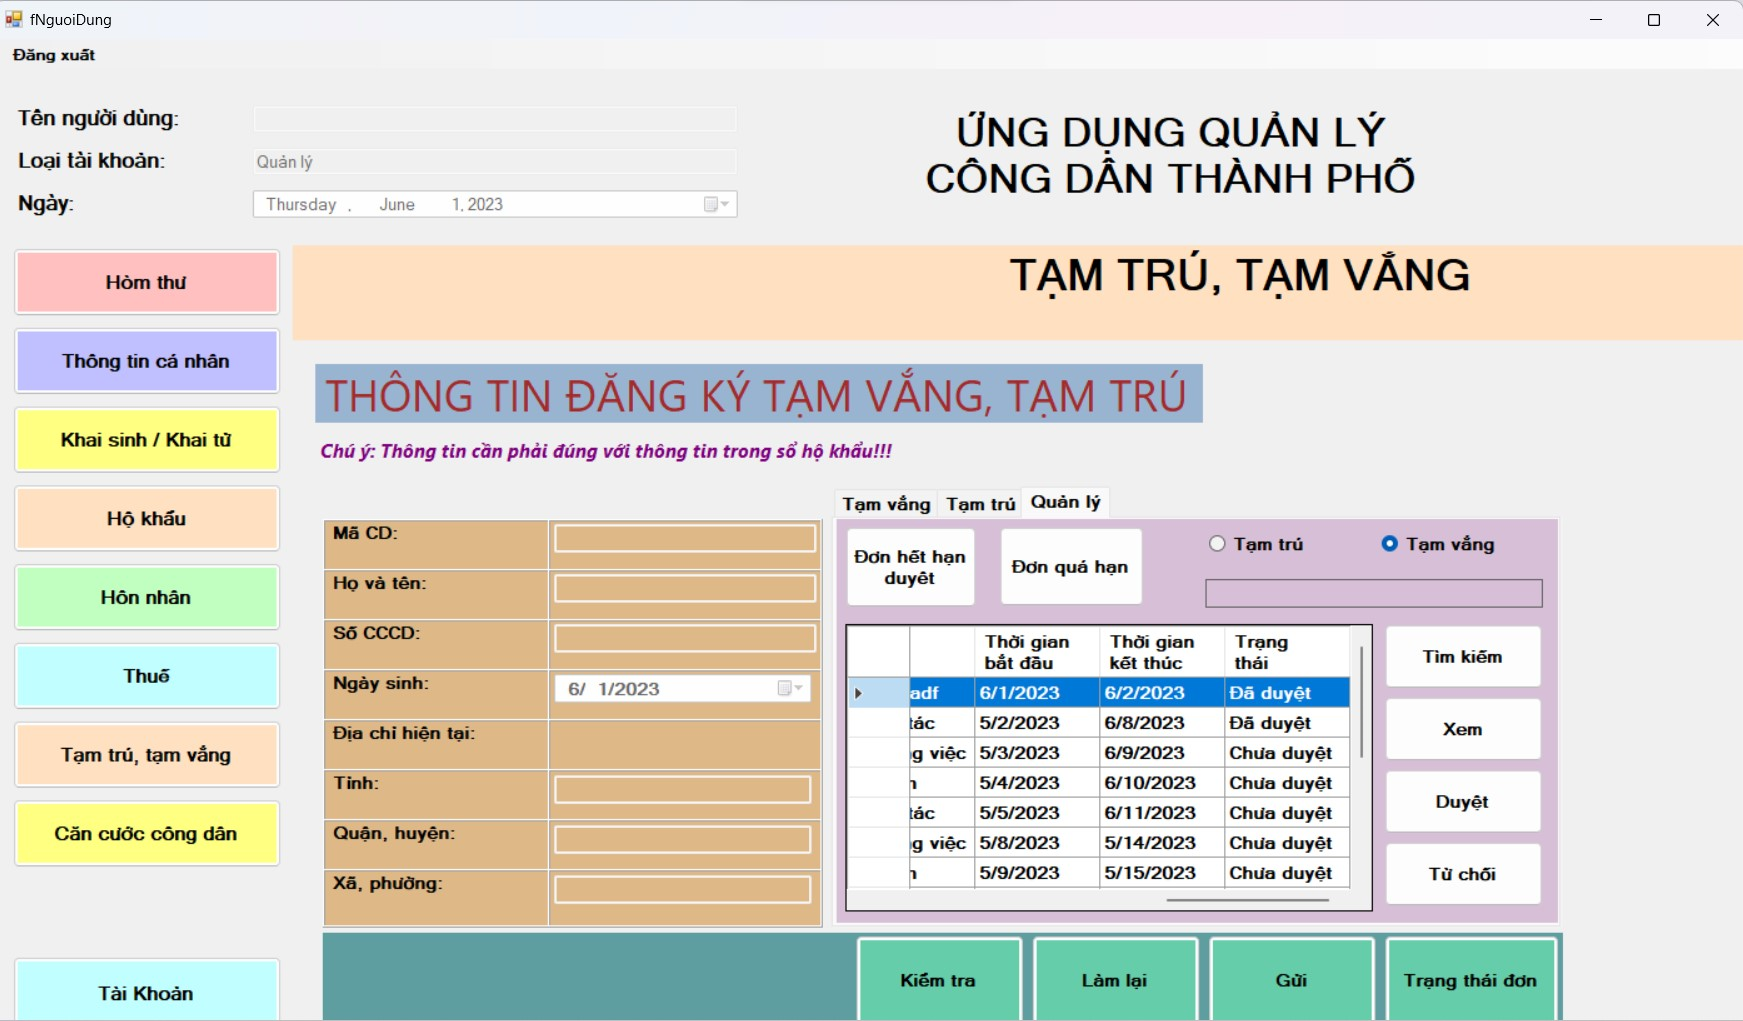 fNguoiDung
Đăng xuất
Tên người dùng:
Loại tài khoản:
Quản lý
Ngày:
Thursday , June 1, 2023
ỨNG DỤNG QUẢN LÝ
CÔNG DÂN THÀNH PHỐ
Hòm thư
Thông tin cá nhân
Khai sinh / Khai tử
Hộ khẩu
Hôn nhân
Thuế
Tạm trú, tạm vắng
Căn cước công dân
Tài Khoản
TẠM TRÚ, TẠM VẮNG
THÔNG TIN ĐĂNG KÝ TẠM VẮNG, TẠM TRÚ
Chú ý: Thông tin cần phải đúng với thông tin trong sổ hộ khẩu!!!
Mã CD:
Họ và tên:
Số CCCD:
Ngày sinh:
6/ 1/2023
Địa chỉ hiện tại:
Tỉnh:
Quận, huyện:
Xã, phường:
Tạm vắng Tạm trú Quản lý
Đơn hết hạn
duyệt
Đơn quá hạn
Tạm trú
Tạm vắng
Thời gian
bắt đầu
Thời gian
kết thúc
Trạng
thái
adf 6/1/2023 6/2/2023 Đã duyệt
tác 5/2/2023 6/8/2023 Đã duyệt
g việc 5/3/2023 6/9/2023 Chưa duyệt
5/4/2023 6/10/2023 Chưa duyệt
tác 5/5/2023 6/11/2023 Chưa duyệt
g việc 5/8/2023 5/14/2023 Chưa duyệt
5/9/2023 5/15/2023 Chưa duyệt
Tìm kiếm
Xem
Duyệt
Từ chối
Kiểm tra
Làm lại
Gửi
Trạng thái đơn